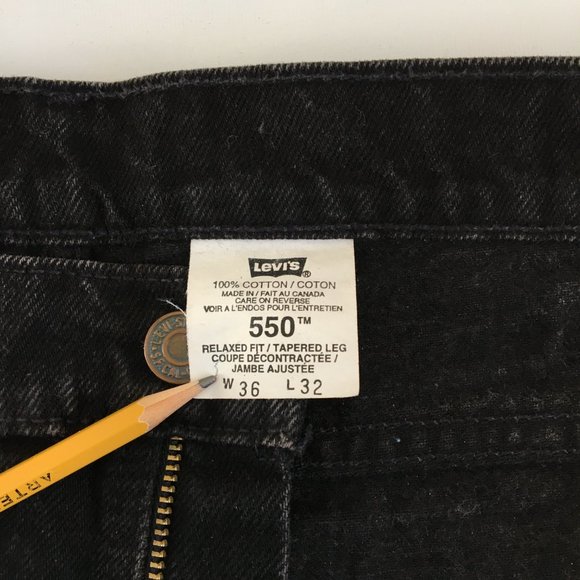 Levi's ®
100% COTTON / COTON
MADE IN / FAIT AU CANADA
CARE ON REVERSE
VOIR A L'ENDOS POUR L'ENTRETIEN
550™
RELAXED FIT / TAPERED LEG
COUPE DÉCONTRACTÉE /
JAMBE AJUSTÉE
W 36 L 32
ARTE